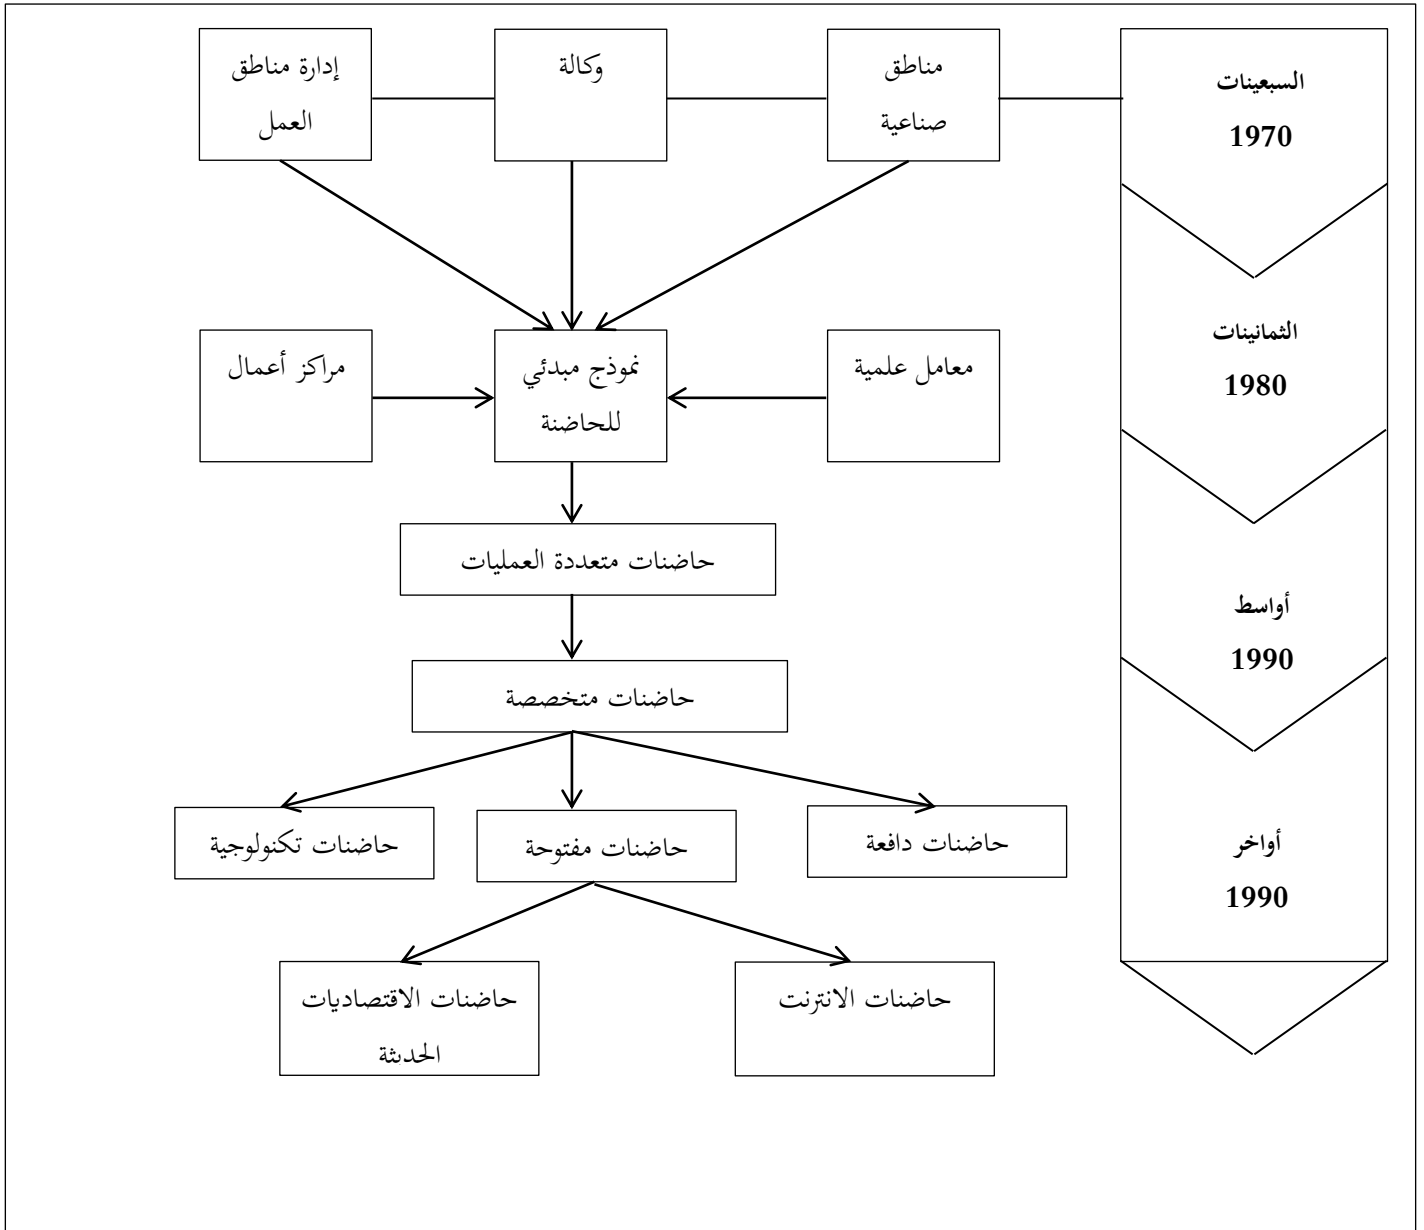 السبعينات
1970
مناطق
صناعية
وكالة
إدارة مناطق
العمل
الثمانينات
1980
معامل علمية
نموذج مبدئي
للحاضنة
مراكز أعمال
حاضنات متعددة العمليات
أواسط
1990
حاضنات متخصصة
أواخر
1990
حاضنات دافعة
حاضنات مفتوحة
حاضنات تكنولوجية
حاضنات الانترنت
حاضنات الاقتصاديات
الحديثة